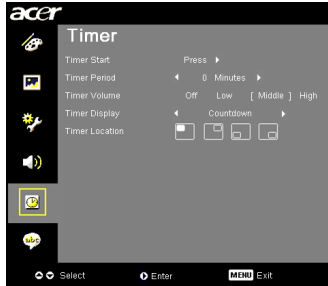 acer
Timer
Timer Start Press
Timer Period 0 Minutes
Timer Volume Off Low [ Middle ] High
Timer Display Countdown
Timer Location
abc
Select Enter MENU Exit